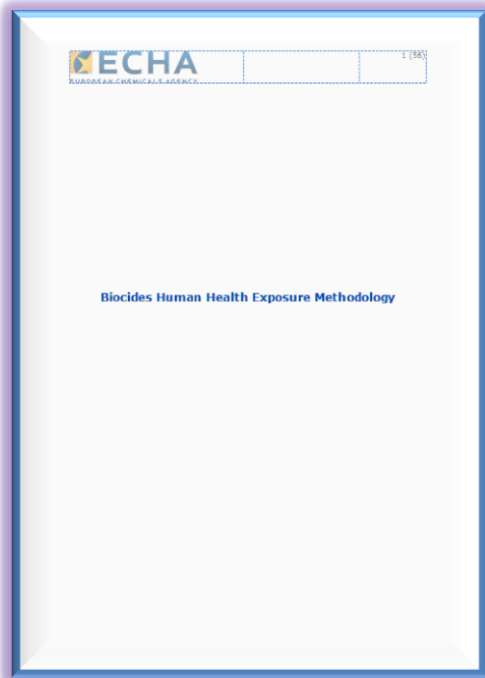 ECHA
EUROPEAN CHEMICALS AGENCY
1 (56)
Biocides Human Health Exposure Methodology